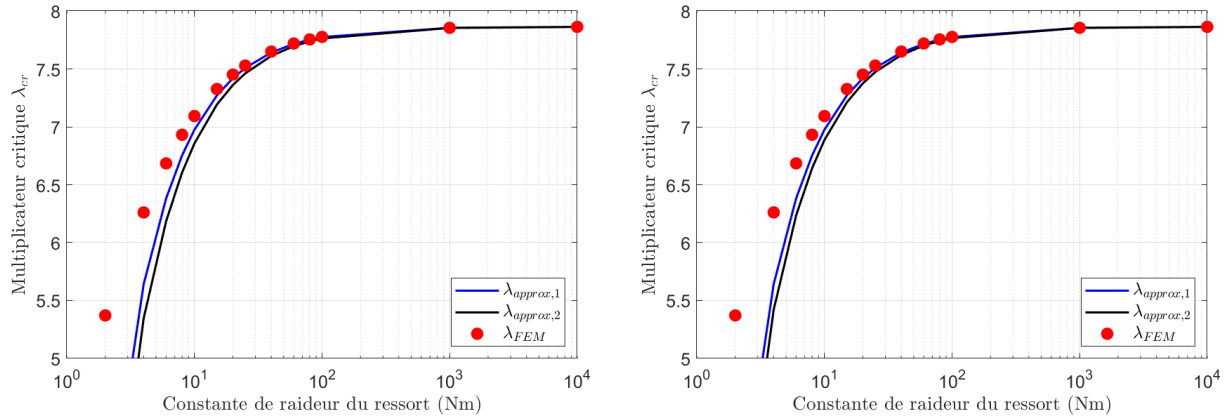 8
7.5
7
6.5
6
5.5
5
Multiplicateur critique λcr
10^0
10^1
10^2
10^3
10^4
Constante de raideur du ressort (Nm)
λapprox,1
λapprox,2
λFEM
8
7.5
7
6.5
6
5.5
5
Multiplicateur critique λcr
10^0
10^1
10^2
10^3
10^4
Constante de raideur du ressort (Nm)
λapprox,1
λapprox,2
λFEM